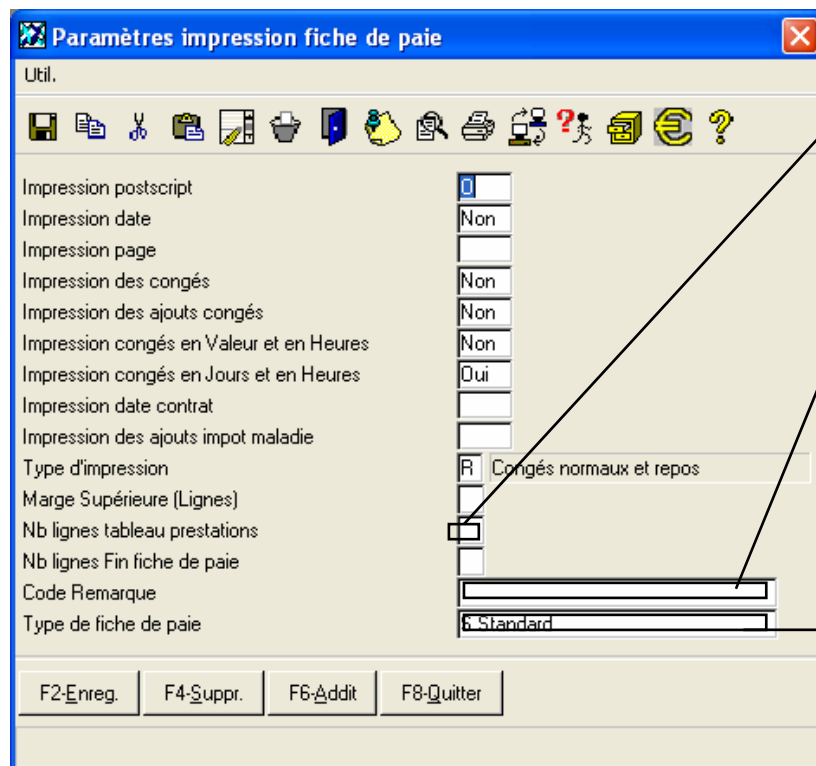 Paramètres impression fiche de paie
Util.
Impression postscript O
Impression date Non
Impression page
Impression des congés Non
Impression des ajouts congés Non
Impression congés en Valeur et en Heures Non
Impression congés en Jours et en Heures Oui
Impression date contrat
Impression des ajouts impot maladie
Type d'impression R Congés normaux et repos
Marge Supérieure (Lignes)
Nb lignes tableau prestations
Nb lignes Fin fiche de paie
Code Remarque
Type de fiche de paie S Standard
F2-Enreg. F4-Suppr. F6-Addit F8-Quitter